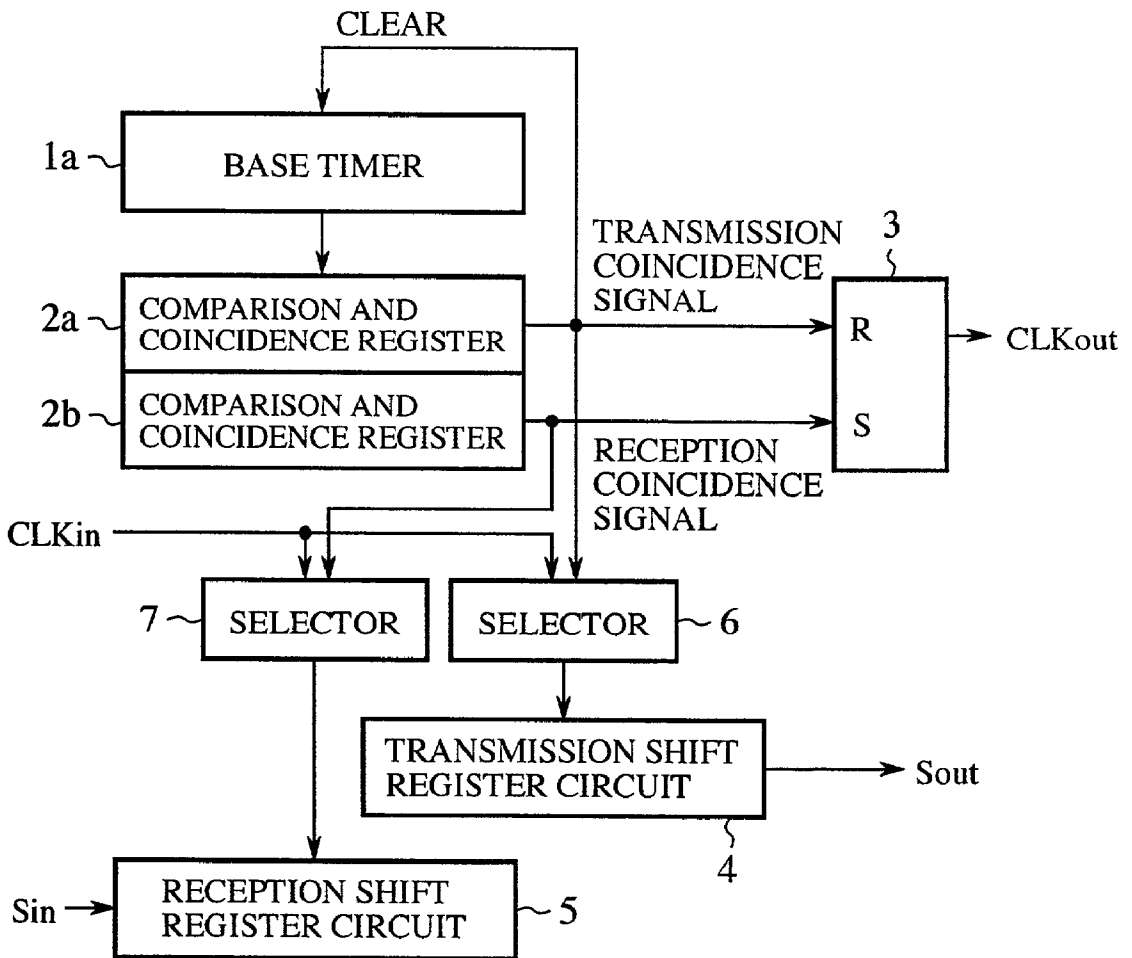 CLEAR
1a
BASE TIMER
TRANSMISSION
COINCIDENCE
SIGNAL
3
2a
COMPARISON AND
COINCIDENCE REGISTER
R
CLKout
2b
COMPARISON AND
COINCIDENCE REGISTER
S
RECEPTION
COINCIDENCE
SIGNAL
CLKin
7
SELECTOR
SELECTOR
6
TRANSMISSION SHIFT
REGISTER CIRCUIT
Sout
4
Sin
RECEPTION SHIFT
REGISTER CIRCUIT
5